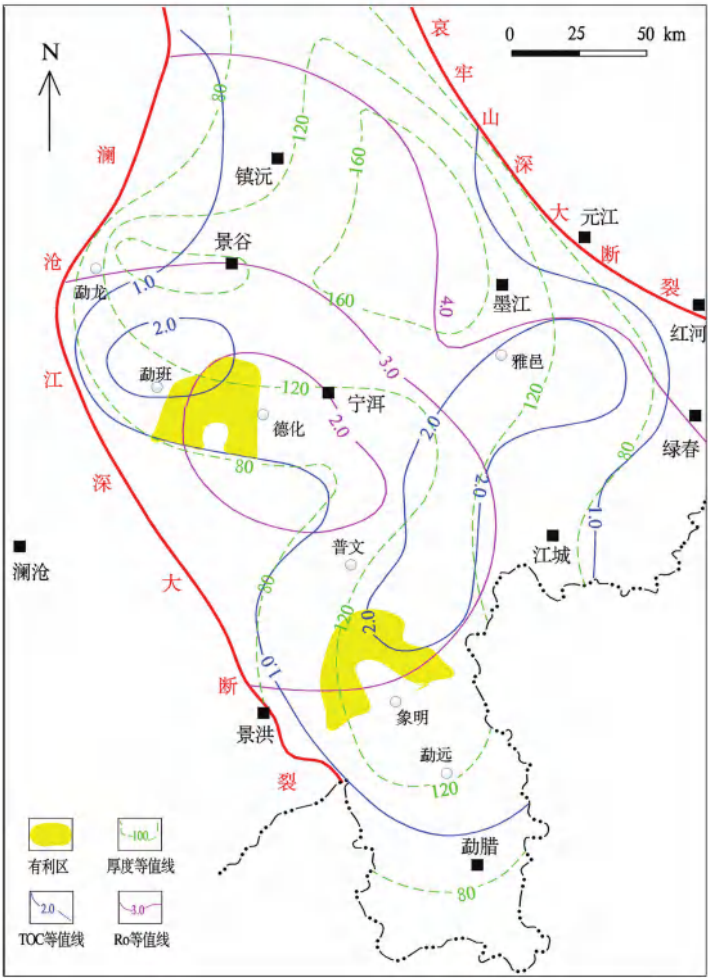 N
0 25 50 km
哀牢山深大断裂
澜沧江深大断裂
80
120
160
镇沅
元江
景谷
勐龙
1.0
160
墨江
4.0
红河
2.0
3.0
雅邑
勐班
120
宁洱
120
2.0
德化
2.0
80
80
绿春
2.0
1.0
澜沧
普文
江城
80
120
2.0
1.0
象明
景洪
勐远
120
勐腊
80
有利区
100
厚度等值线
2.0
TOC等值线
3.0
Ro等值线